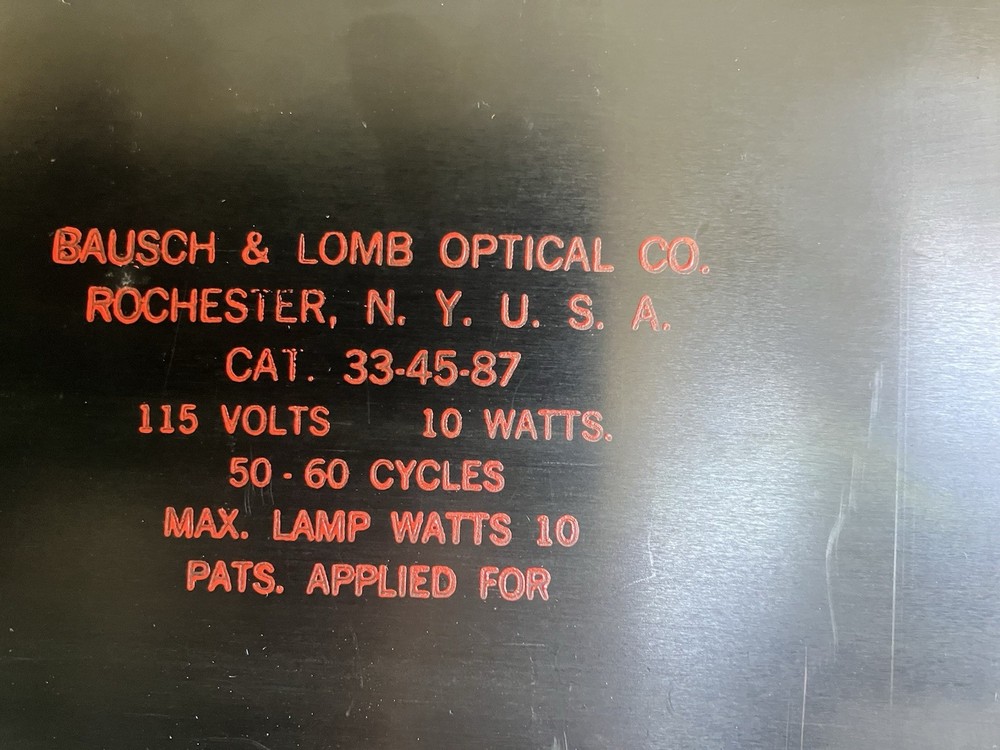 BAUSCH & LOMB OPTICAL CO.
ROCHESTER, N. Y. U. S. A.
CAT. 33-45-87
115 VOLTS 10 WATTS.
50-60 CYCLES
MAX. LAMP WATTS 10
PATS. APPLIED FOR